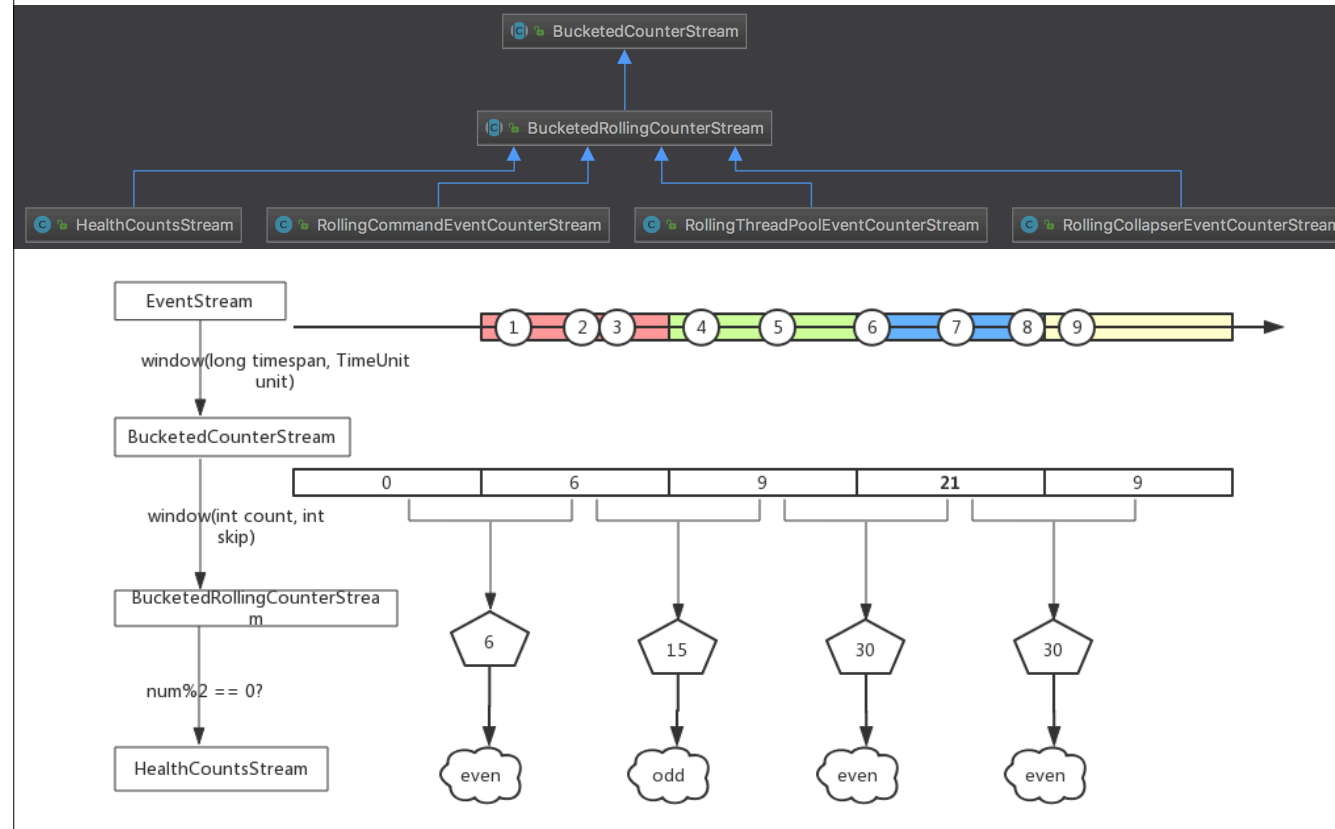 BucketedCounterStream
BucketedRollingCounterStream
HealthCountsStream
RollingCommandEventCounterStream
RollingThreadPoolEventCounterStream
RollingCollapserEventCounterStream
EventStream
1 2 3 4 5 6 7 8 9
window(long timespan, TimeUnit
unit)
BucketedCounterStream
0 6 9 21 9
window(int count, int
skip)
BucketedRollingCounterStrea
m
6 15 30 30
num%2 == 0?
HealthCountsStream
even odd even even